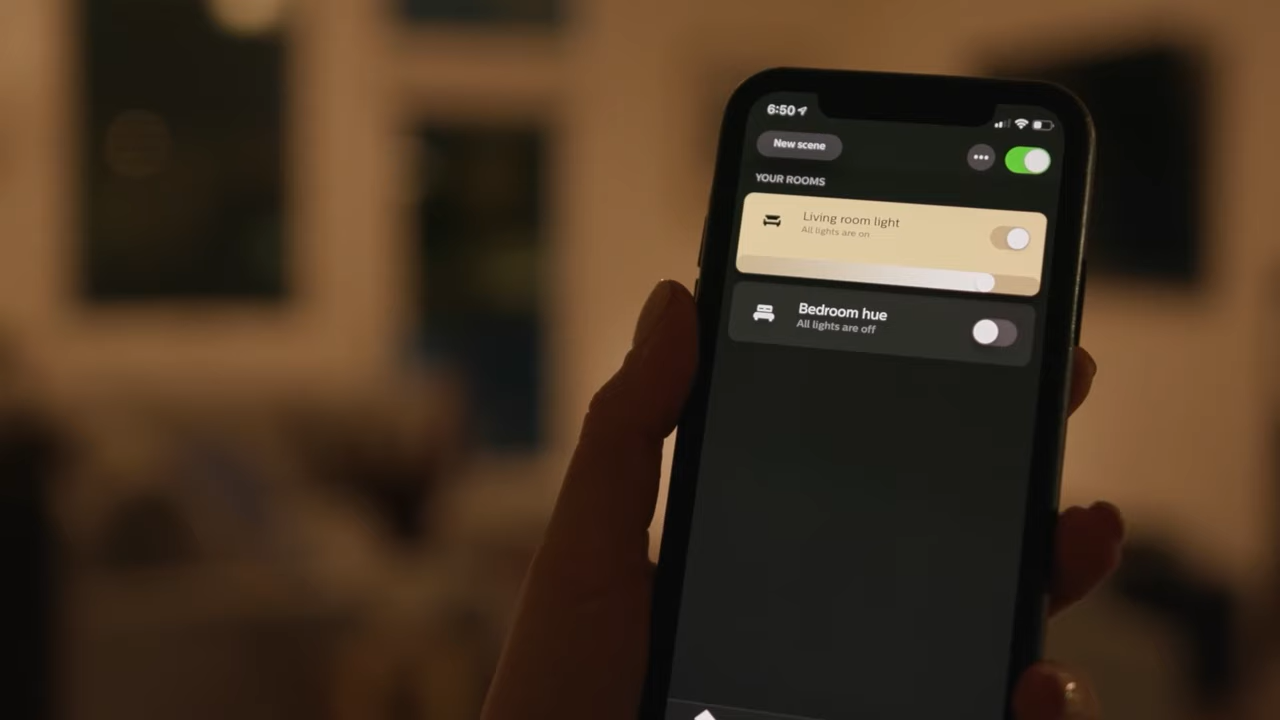 6:50
New scene
YOUR ROOMS
Living room light
All lights are on
Bedroom hue
All lights are off